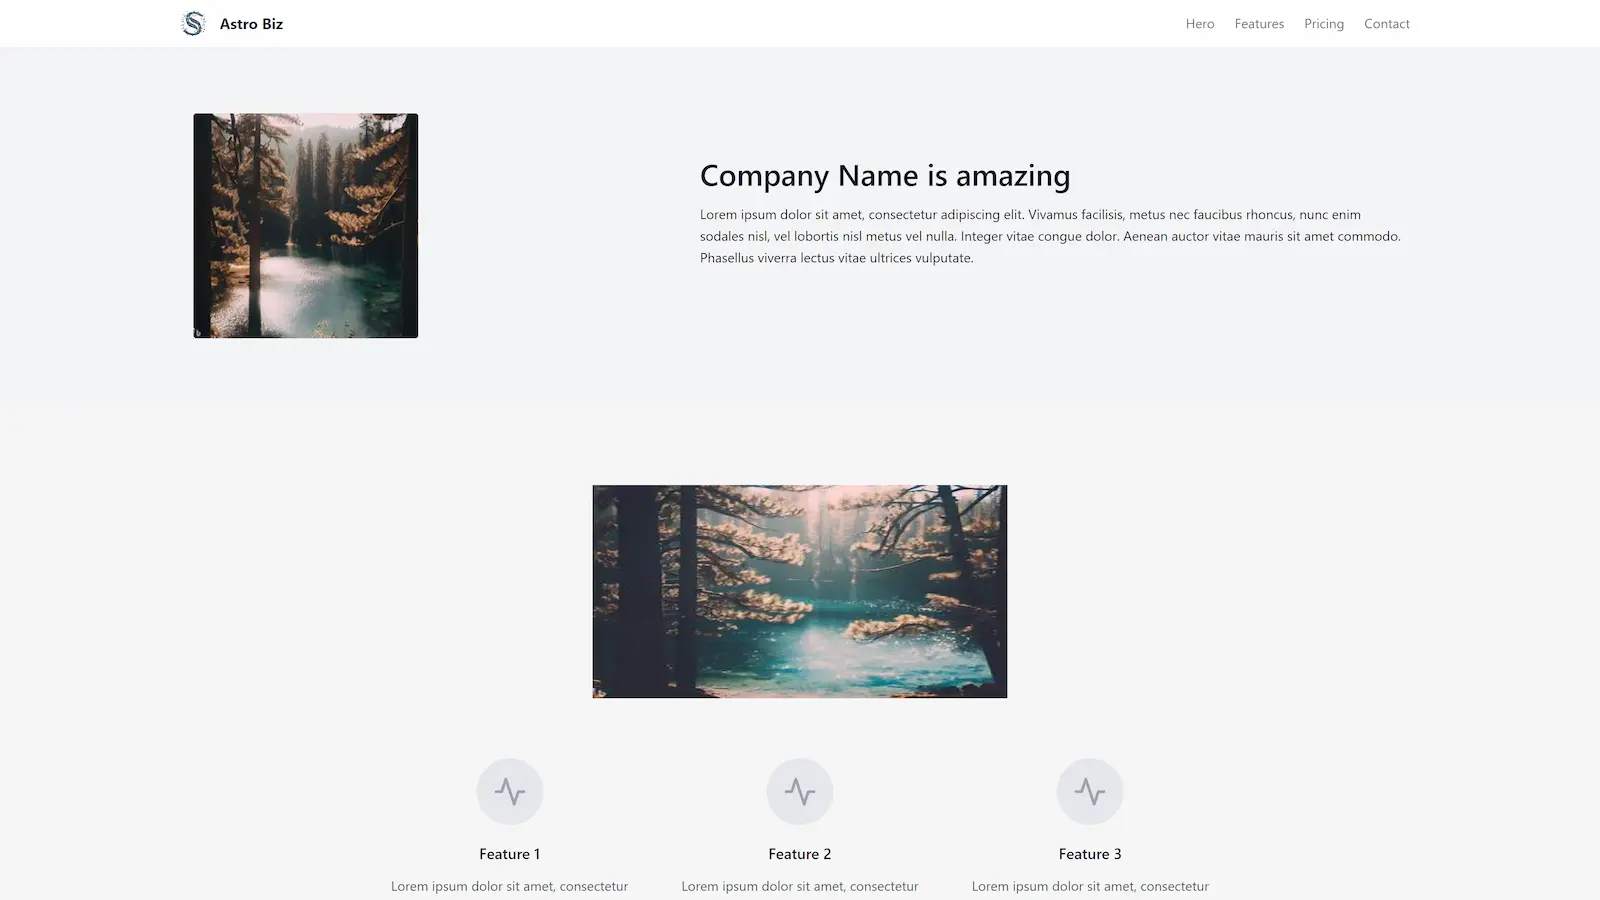 Astro Biz
Hero
Features
Pricing
Contact
Company Name is amazing
Lorem ipsum dolor sit amet, consectetur adipiscing elit. Vivamus facilisis, metus nec faucibus rhoncus, nunc enim
sodales nisl, vel lobortis nisl metus vel nulla. Integer vitae congue dolor. Aenean auctor vitae mauris sit amet commodo.
Phasellus viverra lectus vitae ultrices vulputate.
Feature 1
Lorem ipsum dolor sit amet, consectetur
Feature 2
Lorem ipsum dolor sit amet, consectetur
Feature 3
Lorem ipsum dolor sit amet, consectetur